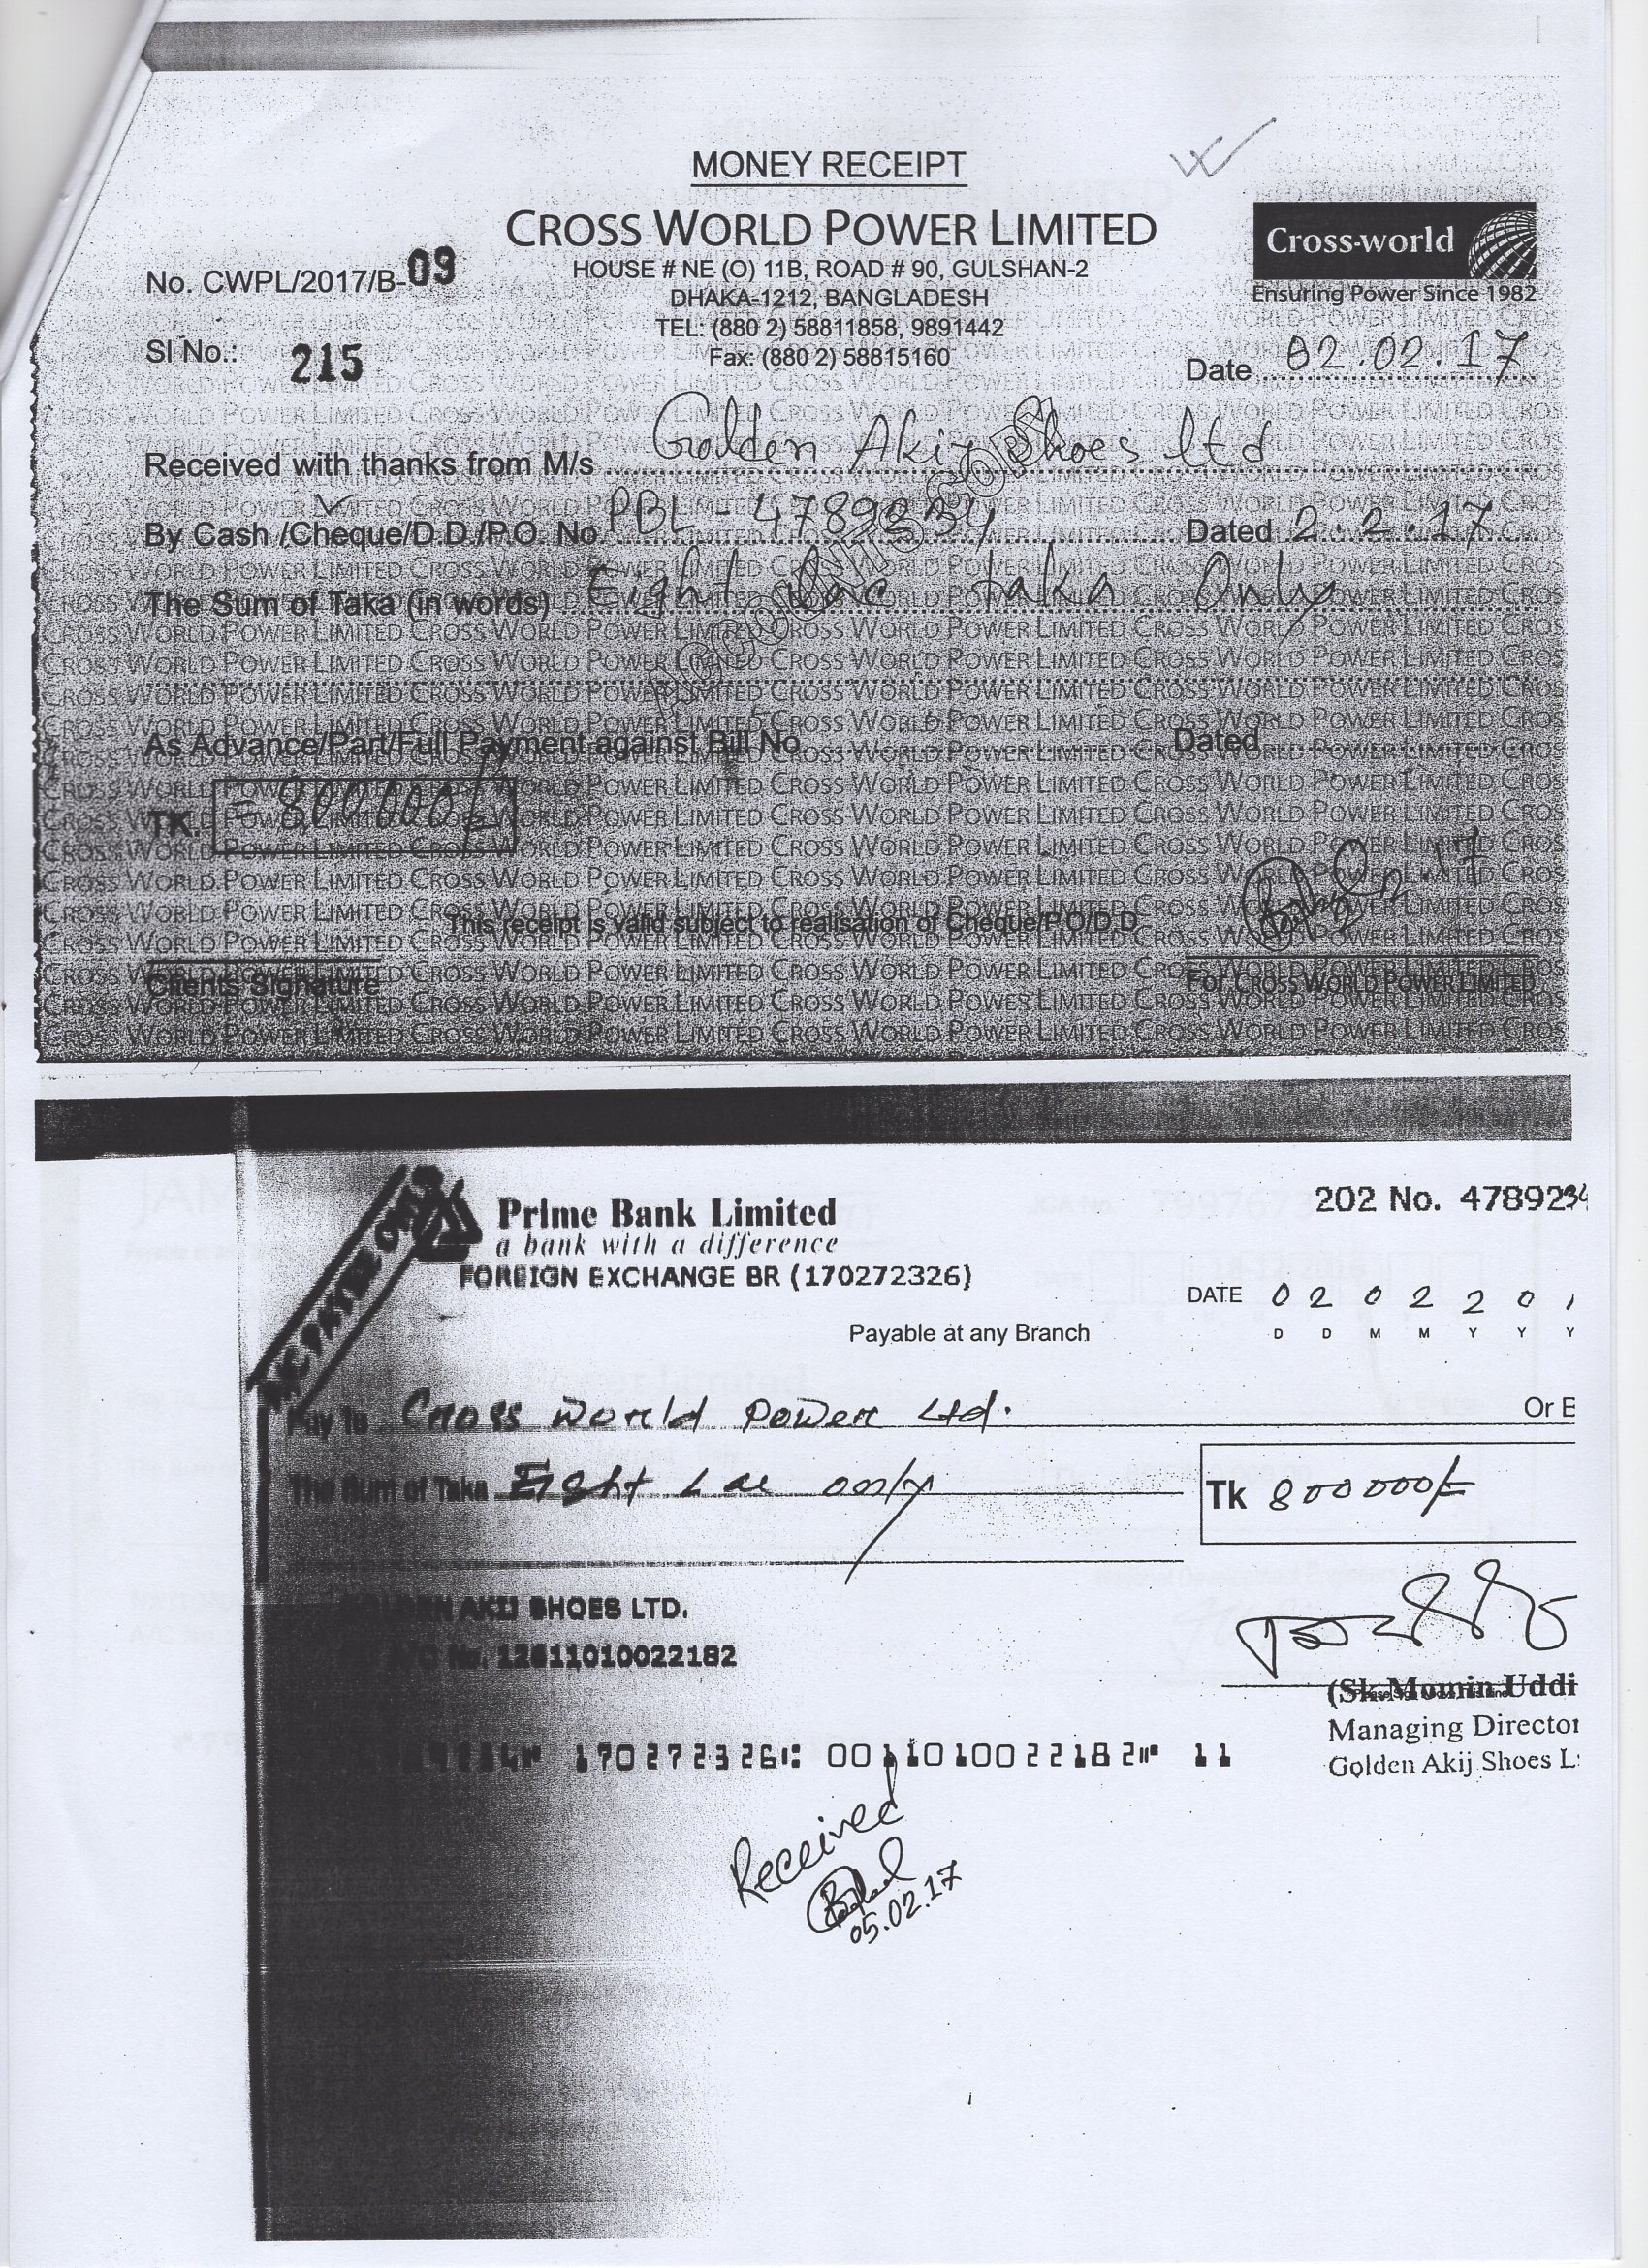 MONEY RECEIPT
CROSS WORLD POWER LIMITED
Cross-world
Ensuring Power Since 1982
No. CWPL/2017/B-09
HOUSE # NE (O) 11B, ROAD # 90, GULSHAN-2
DHAKA-1212, BANGLADESH
TEL: (880 2) 58811858, 9891442
Fax: (880 2) 58815160
Sl No.: 215
Date 02.02.17
Received with thanks from M/s Golden Akij Shoes ltd
By Cash /Cheque/D.D./P.O. No PBL - 4789234 Dated 2.2.17
The Sum of Taka (in words) Eight Lac taka Only
As Advance/Part/Full Payment against Bill No. Dated
TK. = 800000/=
This receipt is valid subject to realisation of Cheque/P.O/D.D
Clients Signature
For CROSS WORLD POWER LIMITED
A/C PAYEE ONLY
Prime Bank Limited
a bank with a difference
FOREIGN EXCHANGE BR (170272326)
202 No. 4789234
DATE 0 2 0 2 2 0 1
D D M M Y Y Y
Payable at any Branch
Pay to Cross World Power Ltd. Or B
The Sum of Taka Eight Lac only
Tk 800000/=
GOLDEN AKIJ SHOES LTD.
A/C No. 12611010022182
(Sk. Momin Uddi
Managing Director
Golden Akij Shoes L
170272326 0011010022182 11
Received
05.02.17